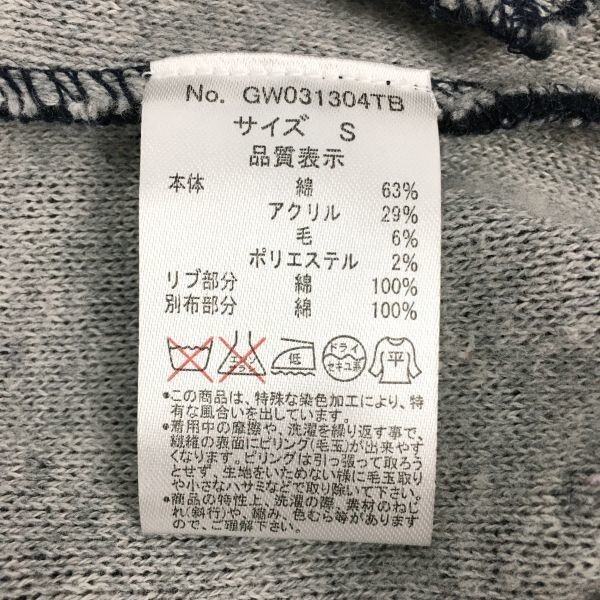 No. GW031304TB
サイズ S
品質表示
本体 綿 63%
アクリル 29%
毛 6%
ポリエステル 2%
リブ部分 綿 100%
別布部分 綿 100%
エンソ サラシ 低 ドライ セキユ系 平
•この商品は、特殊な染色加工により、特
有な風合いを出しています。
•着用中の摩擦や、洗濯を繰り返す事で、
繊維の表面にピリング(毛玉)が出来やす
くなります。ピリングは引っ張って取ろう
とせず、生地をいためない様に毛玉取り
や小さなハサミなどで取り除いて下さい。
•商品の特性上、洗濯の際、素材のねじ
れ(斜行)や、縮み、色むら等があります
ので、ご理解下さい。